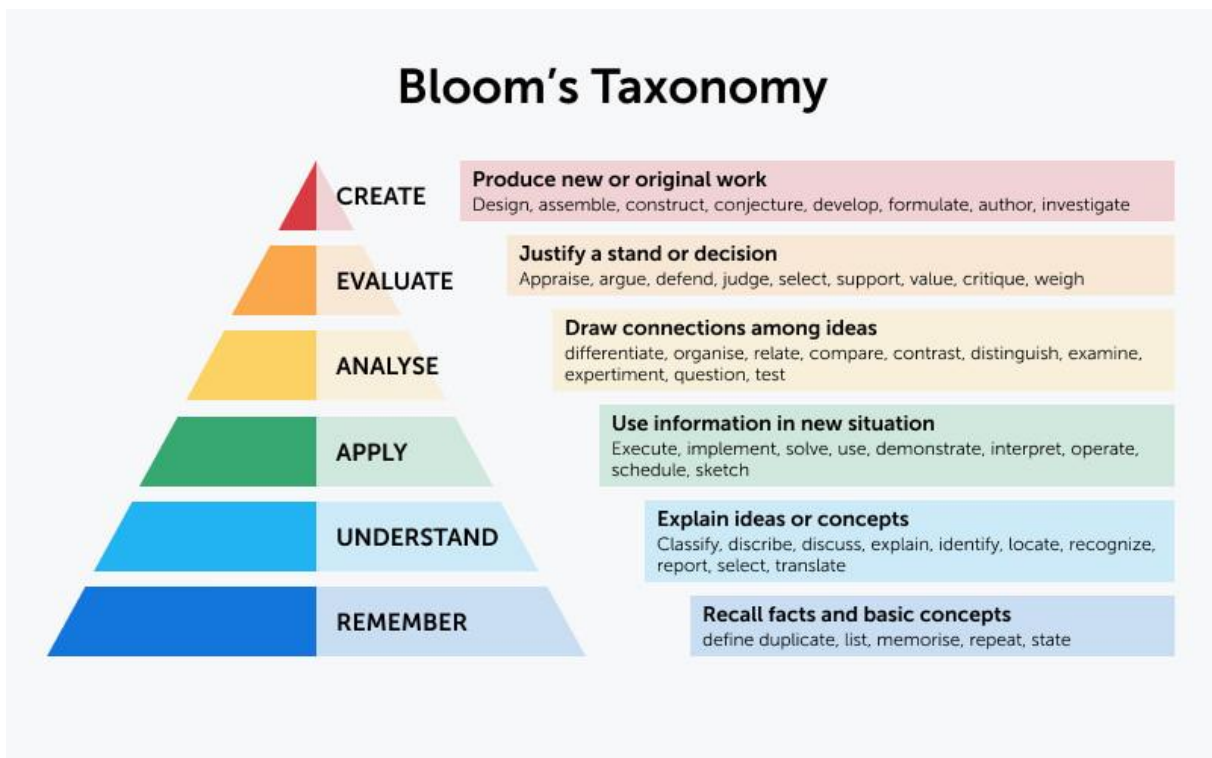 Bloom's Taxonomy
CREATE
Produce new or original work
Design, assemble, construct, conjecture, develop, formulate, author, investigate
EVALUATE
Justify a stand or decision
Appraise, argue, defend, judge, select, support, value, critique, weigh
ANALYSE
Draw connections among ideas
differentiate, organise, relate, compare, contrast, distinguish, examine,
expertiment, question, test
APPLY
Use information in new situation
Execute, implement, solve, use, demonstrate, interpret, operate,
schedule, sketch
UNDERSTAND
Explain ideas or concepts
Classify, discribe, discuss, explain, identify, locate, recognize,
report, select, translate
REMEMBER
Recall facts and basic concepts
define duplicate, list, memorise, repeat, state